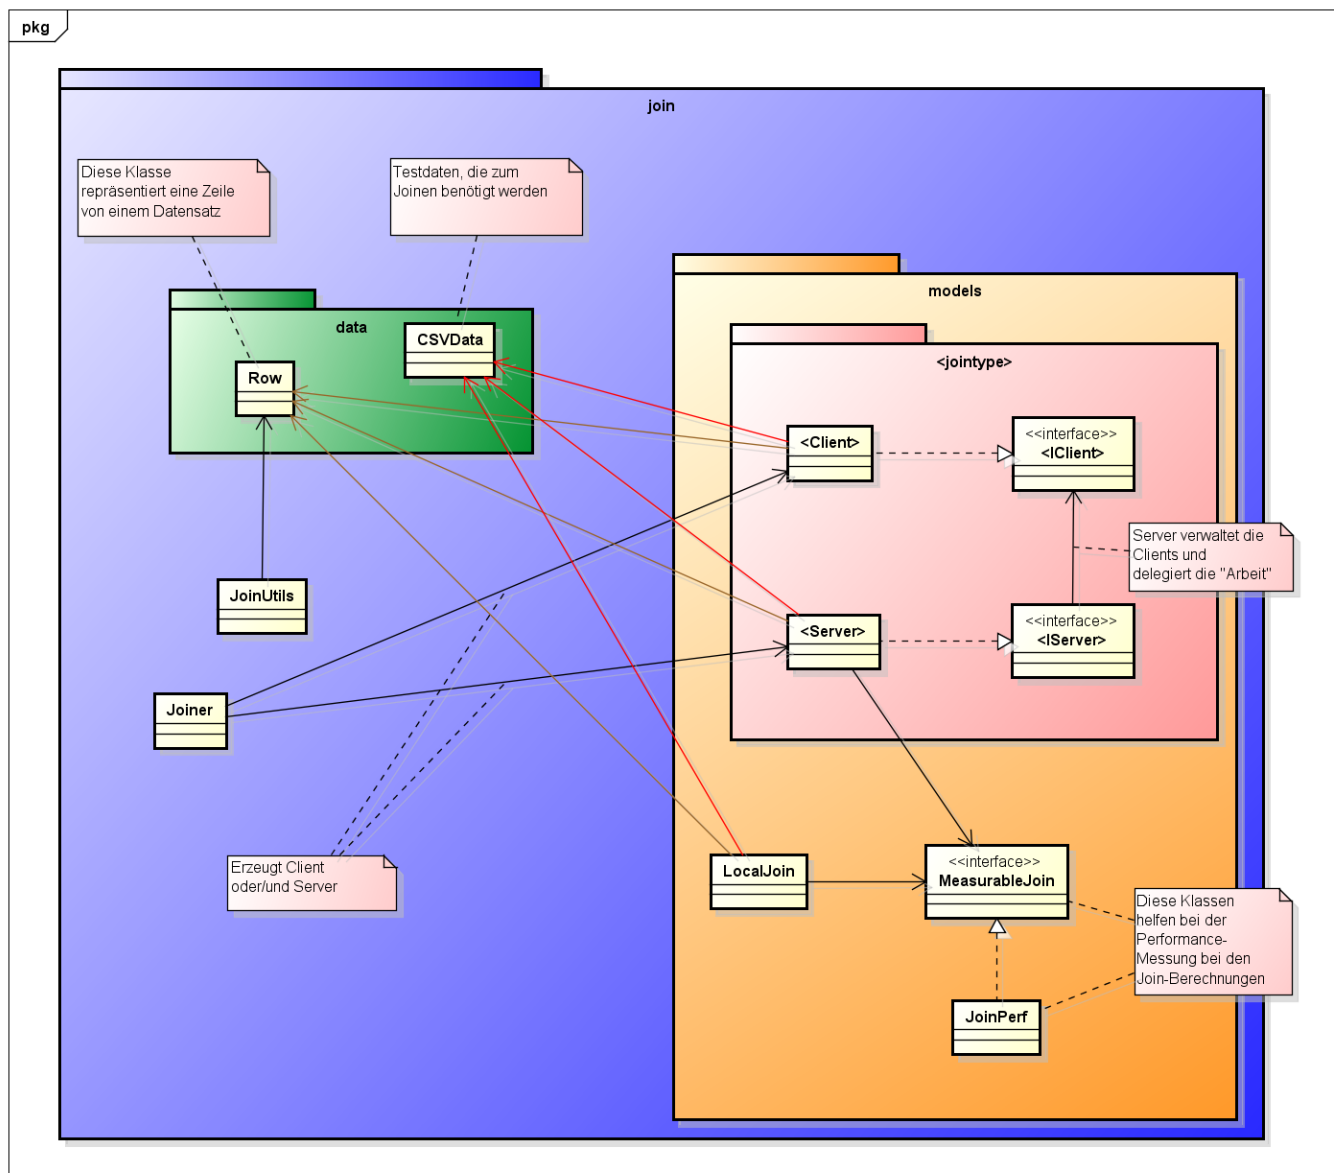 pkg
join
Diese Klasse
repräsentiert eine Zeile
von einem Datensatz
Testdaten, die zum
Joinen benötigt werden
models
data
CSVData
<jointype>
Row
<Client>
<<interface>>
<IClient>
Server verwaltet die
Clients und
delegiert die "Arbeit"
JoinUtils
<Server>
<<interface>>
<IServer>
Joiner
Erzeugt Client
oder/und Server
LocalJoin
<<interface>>
MeasurableJoin
Diese Klassen
helfen bei der
Performance-
Messung bei den
Join-Berechnungen
JoinPerf